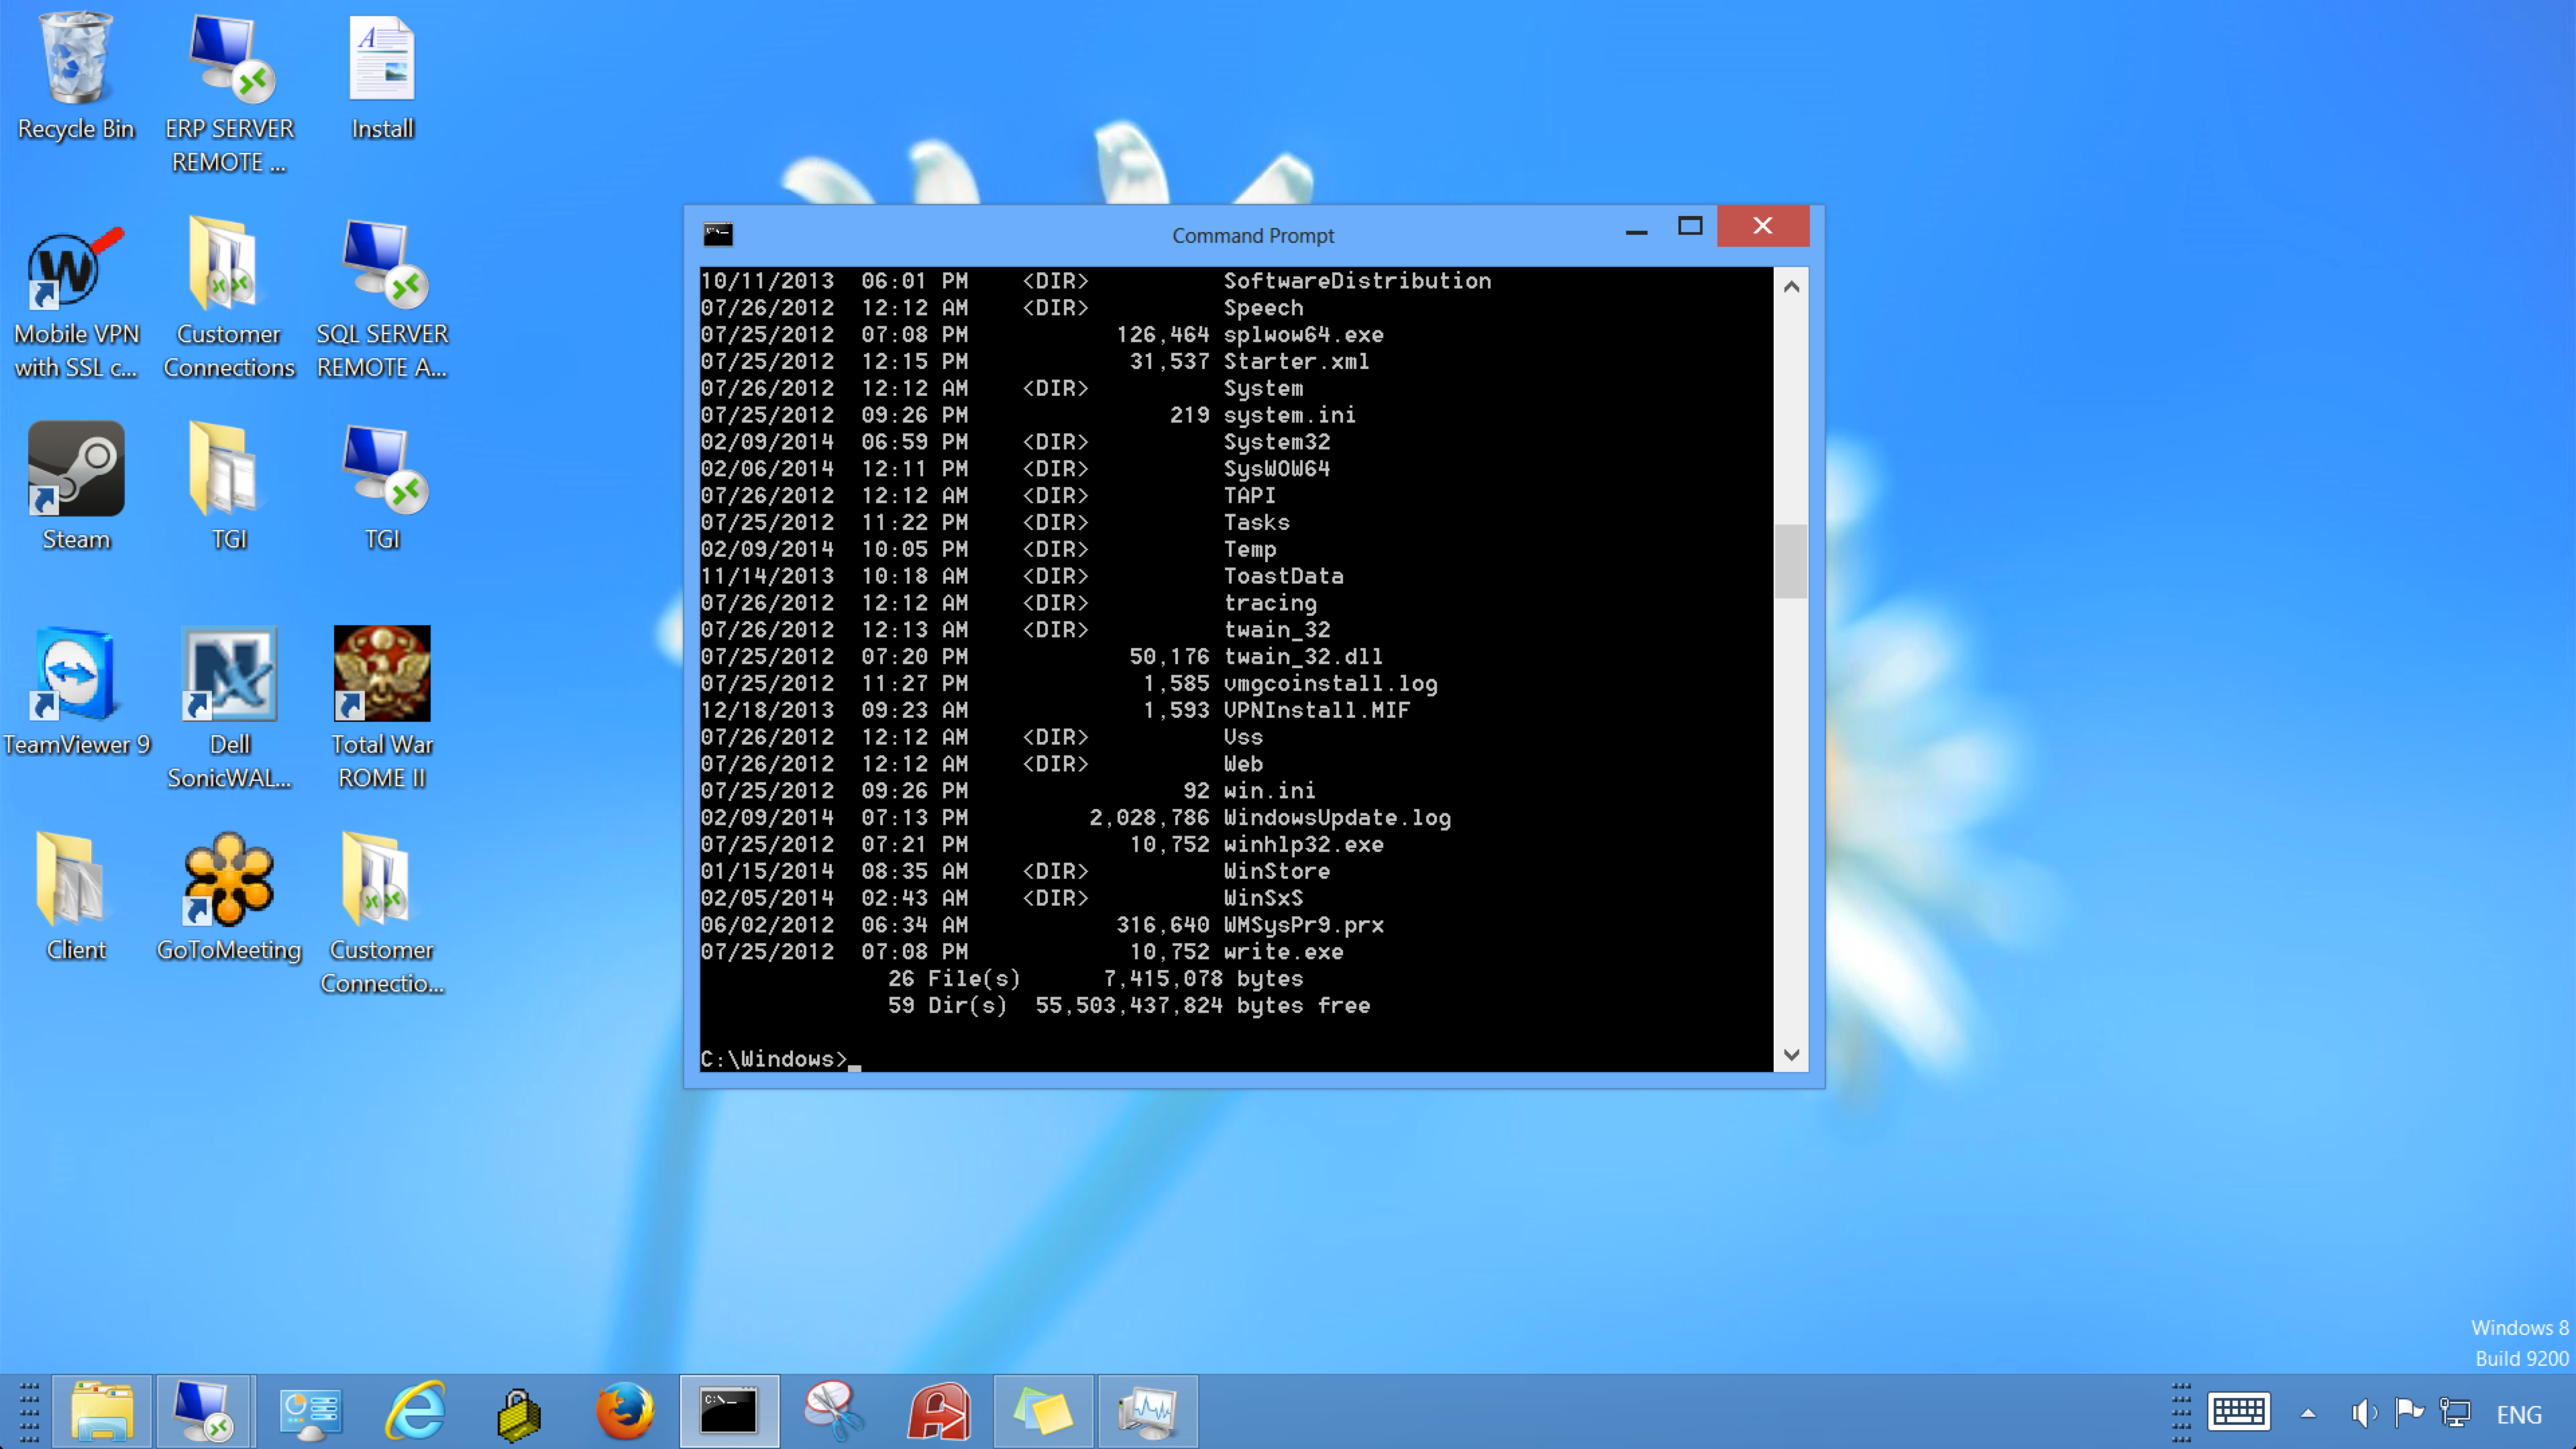 Recycle Bin
ERP SERVER
REMOTE ...
Install
Mobile VPN
with SSL c...
Customer
Connections
SQL SERVER
REMOTE A...
Steam
TGI
TGI
TeamViewer 9
Dell
SonicWAL...
Total War
ROME II
Client
GoToMeeting
Customer
Connectio...
Command Prompt
10/11/2013  06:01 PM    <DIR>          SoftwareDistribution
07/26/2012  12:12 AM    <DIR>          Speech
07/25/2012  07:08 PM           126,464 splwow64.exe
07/25/2012  12:15 PM            31,537 Starter.xml
07/26/2012  12:12 AM    <DIR>          System
07/25/2012  09:26 PM               219 system.ini
02/09/2014  06:59 PM    <DIR>          System32
02/06/2014  12:11 PM    <DIR>          SysWOW64
07/26/2012  12:12 AM    <DIR>          TAPI
07/25/2012  11:22 PM    <DIR>          Tasks
02/09/2014  10:05 PM    <DIR>          Temp
11/14/2013  10:18 AM    <DIR>          ToastData
07/26/2012  12:12 AM    <DIR>          tracing
07/26/2012  12:13 AM    <DIR>          twain_32
07/25/2012  07:20 PM            50,176 twain_32.dll
07/25/2012  11:27 PM             1,585 vmgcoinstall.log
12/18/2013  09:23 AM             1,593 VPNInstall.MIF
07/26/2012  12:12 AM    <DIR>          Vss
07/26/2012  12:12 AM    <DIR>          Web
07/25/2012  09:26 PM                92 win.ini
02/09/2014  07:13 PM         2,028,786 WindowsUpdate.log
07/25/2012  07:21 PM            10,752 winhlp32.exe
01/15/2014  08:35 AM    <DIR>          WinStore
02/05/2014  02:43 AM    <DIR>          WinSxS
06/02/2012  06:34 AM           316,640 WMSysPr9.prx
07/25/2012  07:08 PM            10,752 write.exe
26 File(s)      7,415,078 bytes
59 Dir(s)  55,503,437,824 bytes free
C:\Windows>_
Windows 8
Build 9200
C:\_
ENG